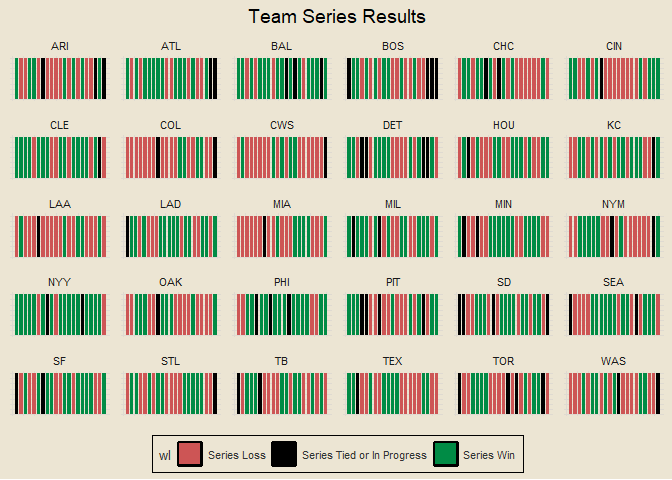 Team Series Results
ARI ATL BAL BOS CHC CIN
CLE COL CWS DET HOU KC
LAA LAD MIA MIL MIN NYM
NYY OAK PHI PIT SD SEA
SF STL TB TEX TOR WAS
wl Series Loss Series Tied or In Progress Series Win